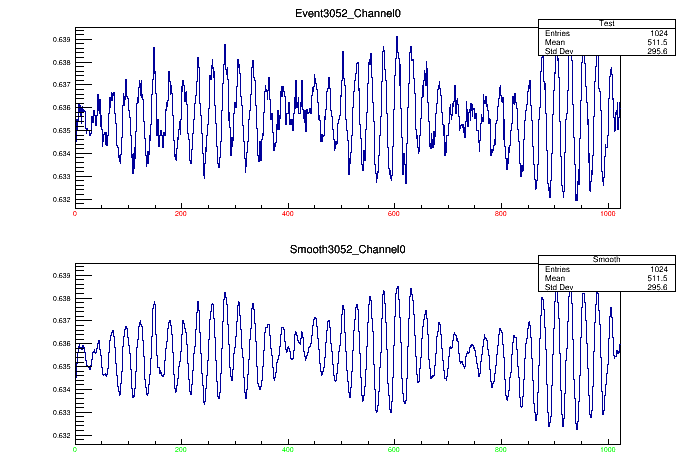 Event3052_Channel0
Test
Entries 1024
Mean 511.5
Std Dev 295.6
0.639
0.638
0.637
0.636
0.635
0.634
0.633
0.632
0 200 400 600 800 1000
Smooth3052_Channel0
Smooth
Entries 1024
Mean 511.5
Std Dev 295.6
0.639
0.638
0.637
0.636
0.635
0.634
0.633
0.632
0 200 400 600 800 1000